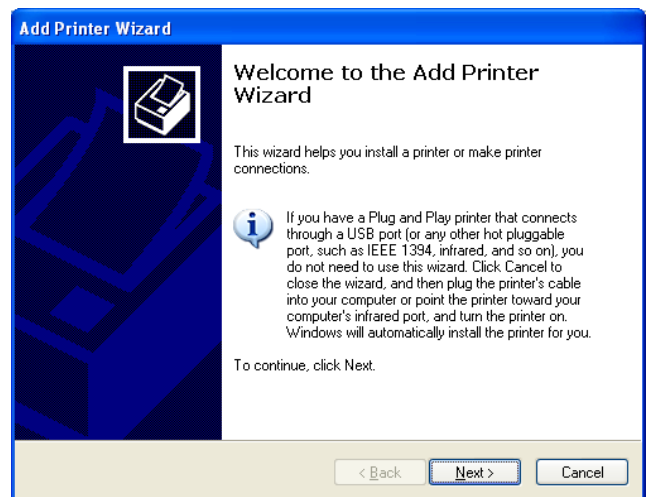 Add Printer Wizard
Welcome to the Add Printer
Wizard
This wizard helps you install a printer or make printer
connections.
If you have a Plug and Play printer that connects
through a USB port (or any other hot pluggable
port, such as IEEE 1394, infrared, and so on), you
do not need to use this wizard. Click Cancel to
close the wizard, and then plug the printer's cable
into your computer or point the printer toward your
computer's infrared port, and turn the printer on.
Windows will automatically install the printer for you.
To continue, click Next.
< Back Next > Cancel